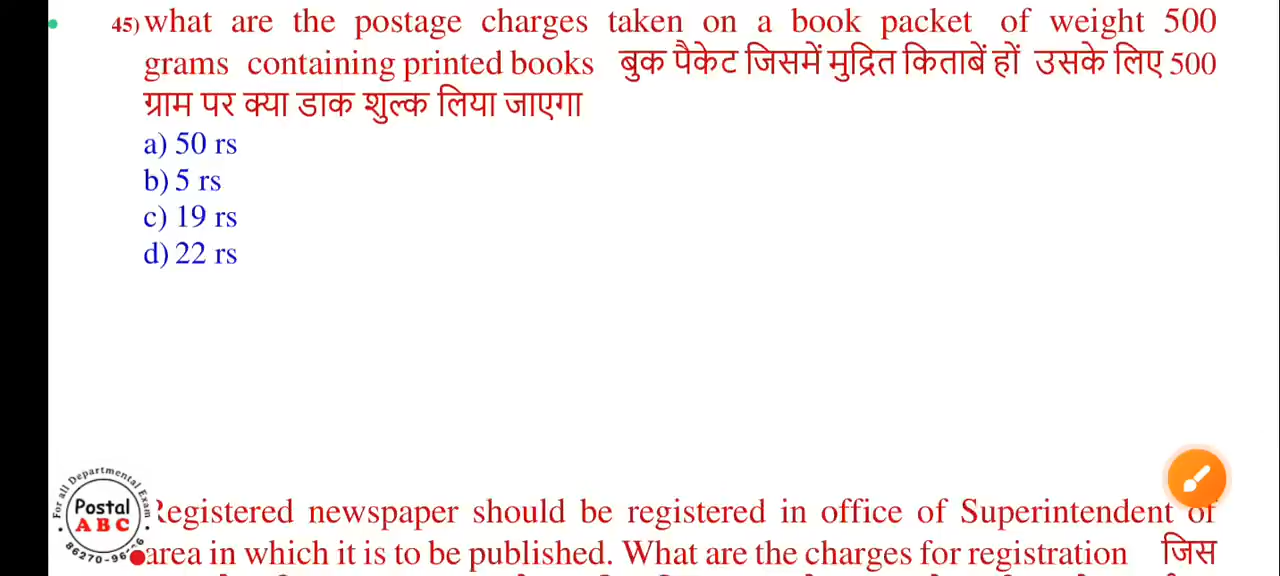 45) what are the postage charges taken on a book packet of weight 500
grams containing printed books बुक पैकेट जिसमें मुद्रित किताबें हों उसके लिए 500
ग्राम पर क्या डाक शुल्क लिया जाएगा
a) 50 rs
b) 5 rs
c) 19 rs
d) 22 rs
For all Departmental Exam
Postal
ABC
Registered newspaper should be registered in office of Superintendent of
area in which it is to be published. What are the charges for registration जिस